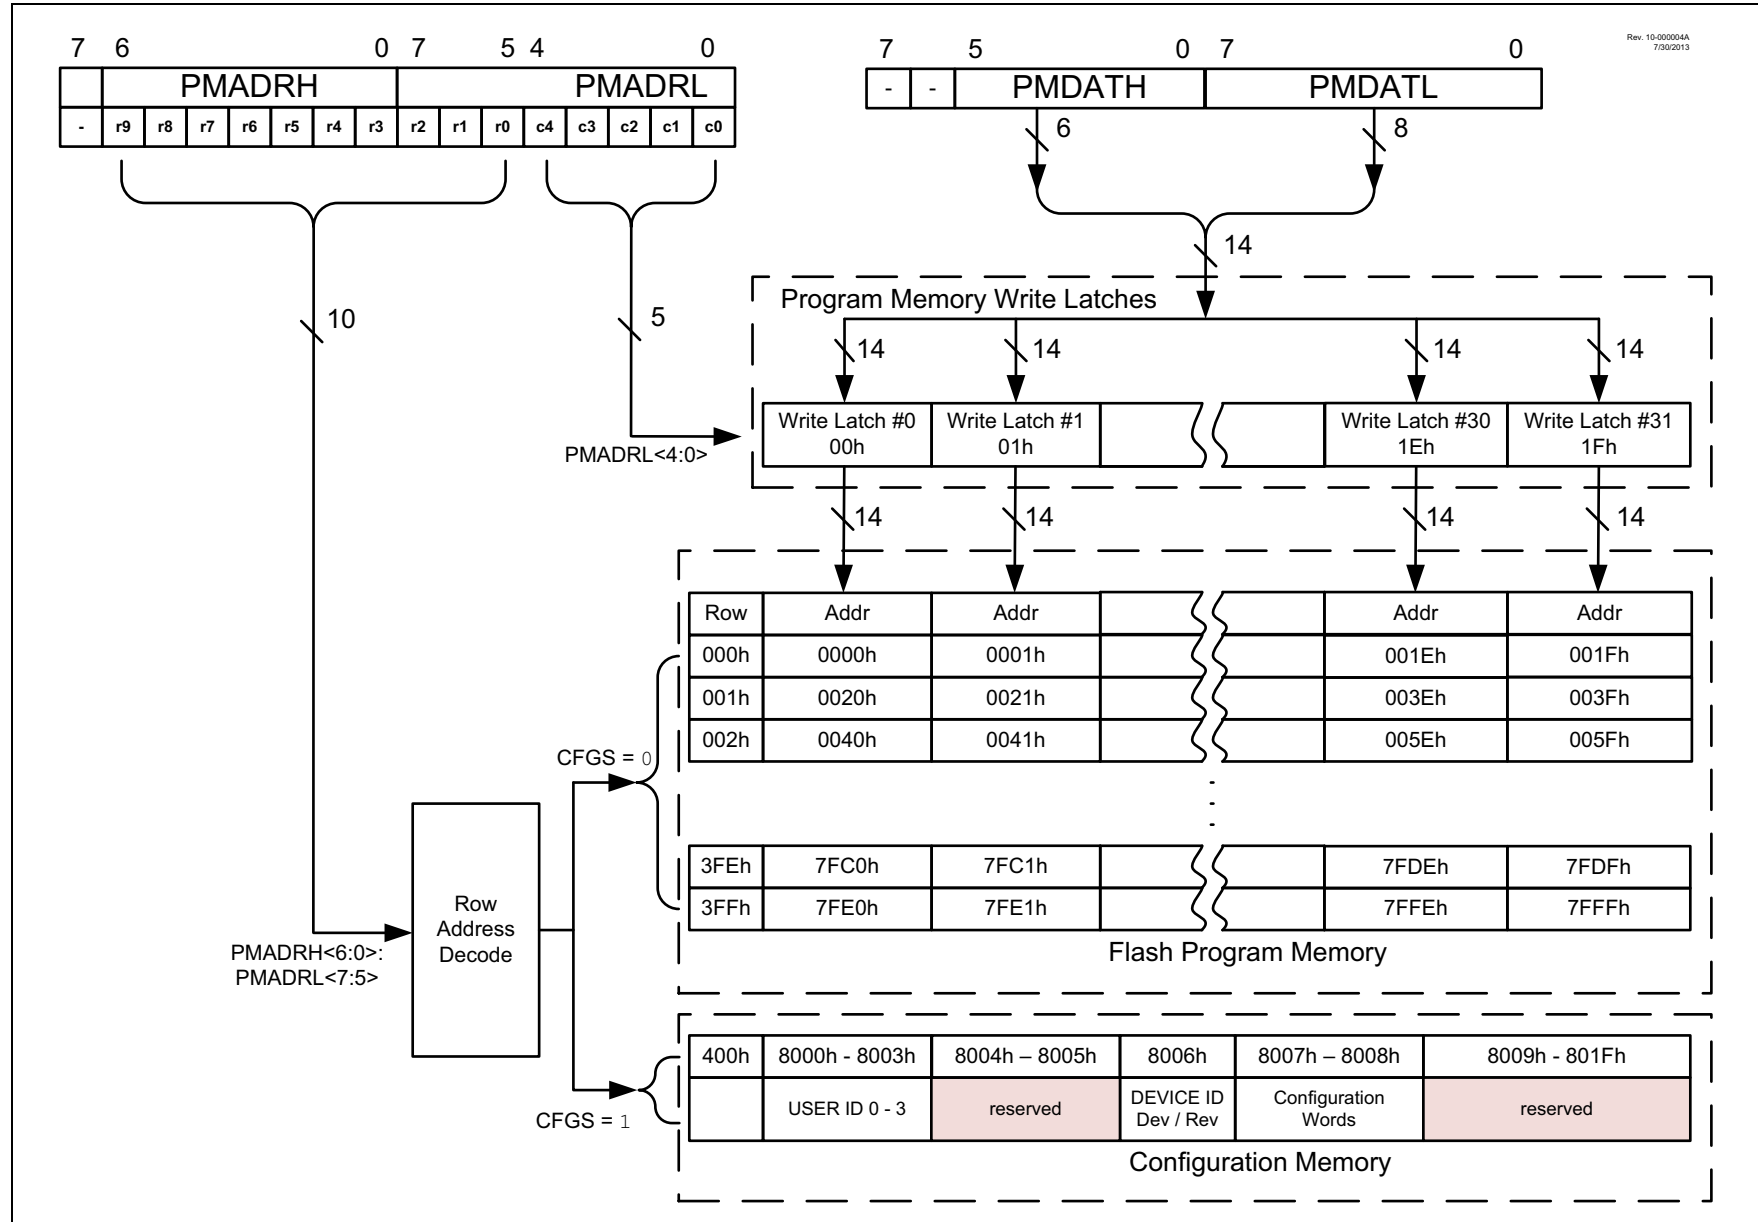 7 6 0 7 5 4 0
7 5 0 7 0
Rev. 10-000004A
7/30/2013
PMADRH PMADRL
- - PMDATH PMDATL
- r9 r8 r7 r6 r5 r4 r3 r2 r1 r0 c4 c3 c2 c1 c0
6 8
14
10 5
Program Memory Write Latches
14 14 14 14
Write Latch #0 Write Latch #1 Write Latch #30 Write Latch #31
00h 01h 1Eh 1Fh
PMADRL<4:0>
14 14 14 14
Row Addr Addr Addr Addr
000h 0000h 0001h 001Eh 001Fh
001h 0020h 0021h 003Eh 003Fh
002h 0040h 0041h 005Eh 005Fh
CFGS = 0
3FEh 7FC0h 7FC1h 7FDEh 7FDFh
3FFh 7FE0h 7FE1h 7FFEh 7FFFh
Row
Address
Decode
PMADRH<6:0>:
PMADRL<7:5>
Flash Program Memory
400h 8000h - 8003h 8004h – 8005h 8006h 8007h – 8008h 8009h - 801Fh
USER ID 0 - 3 reserved DEVICE ID Configuration reserved
Dev / Rev Words
CFGS = 1
Configuration Memory